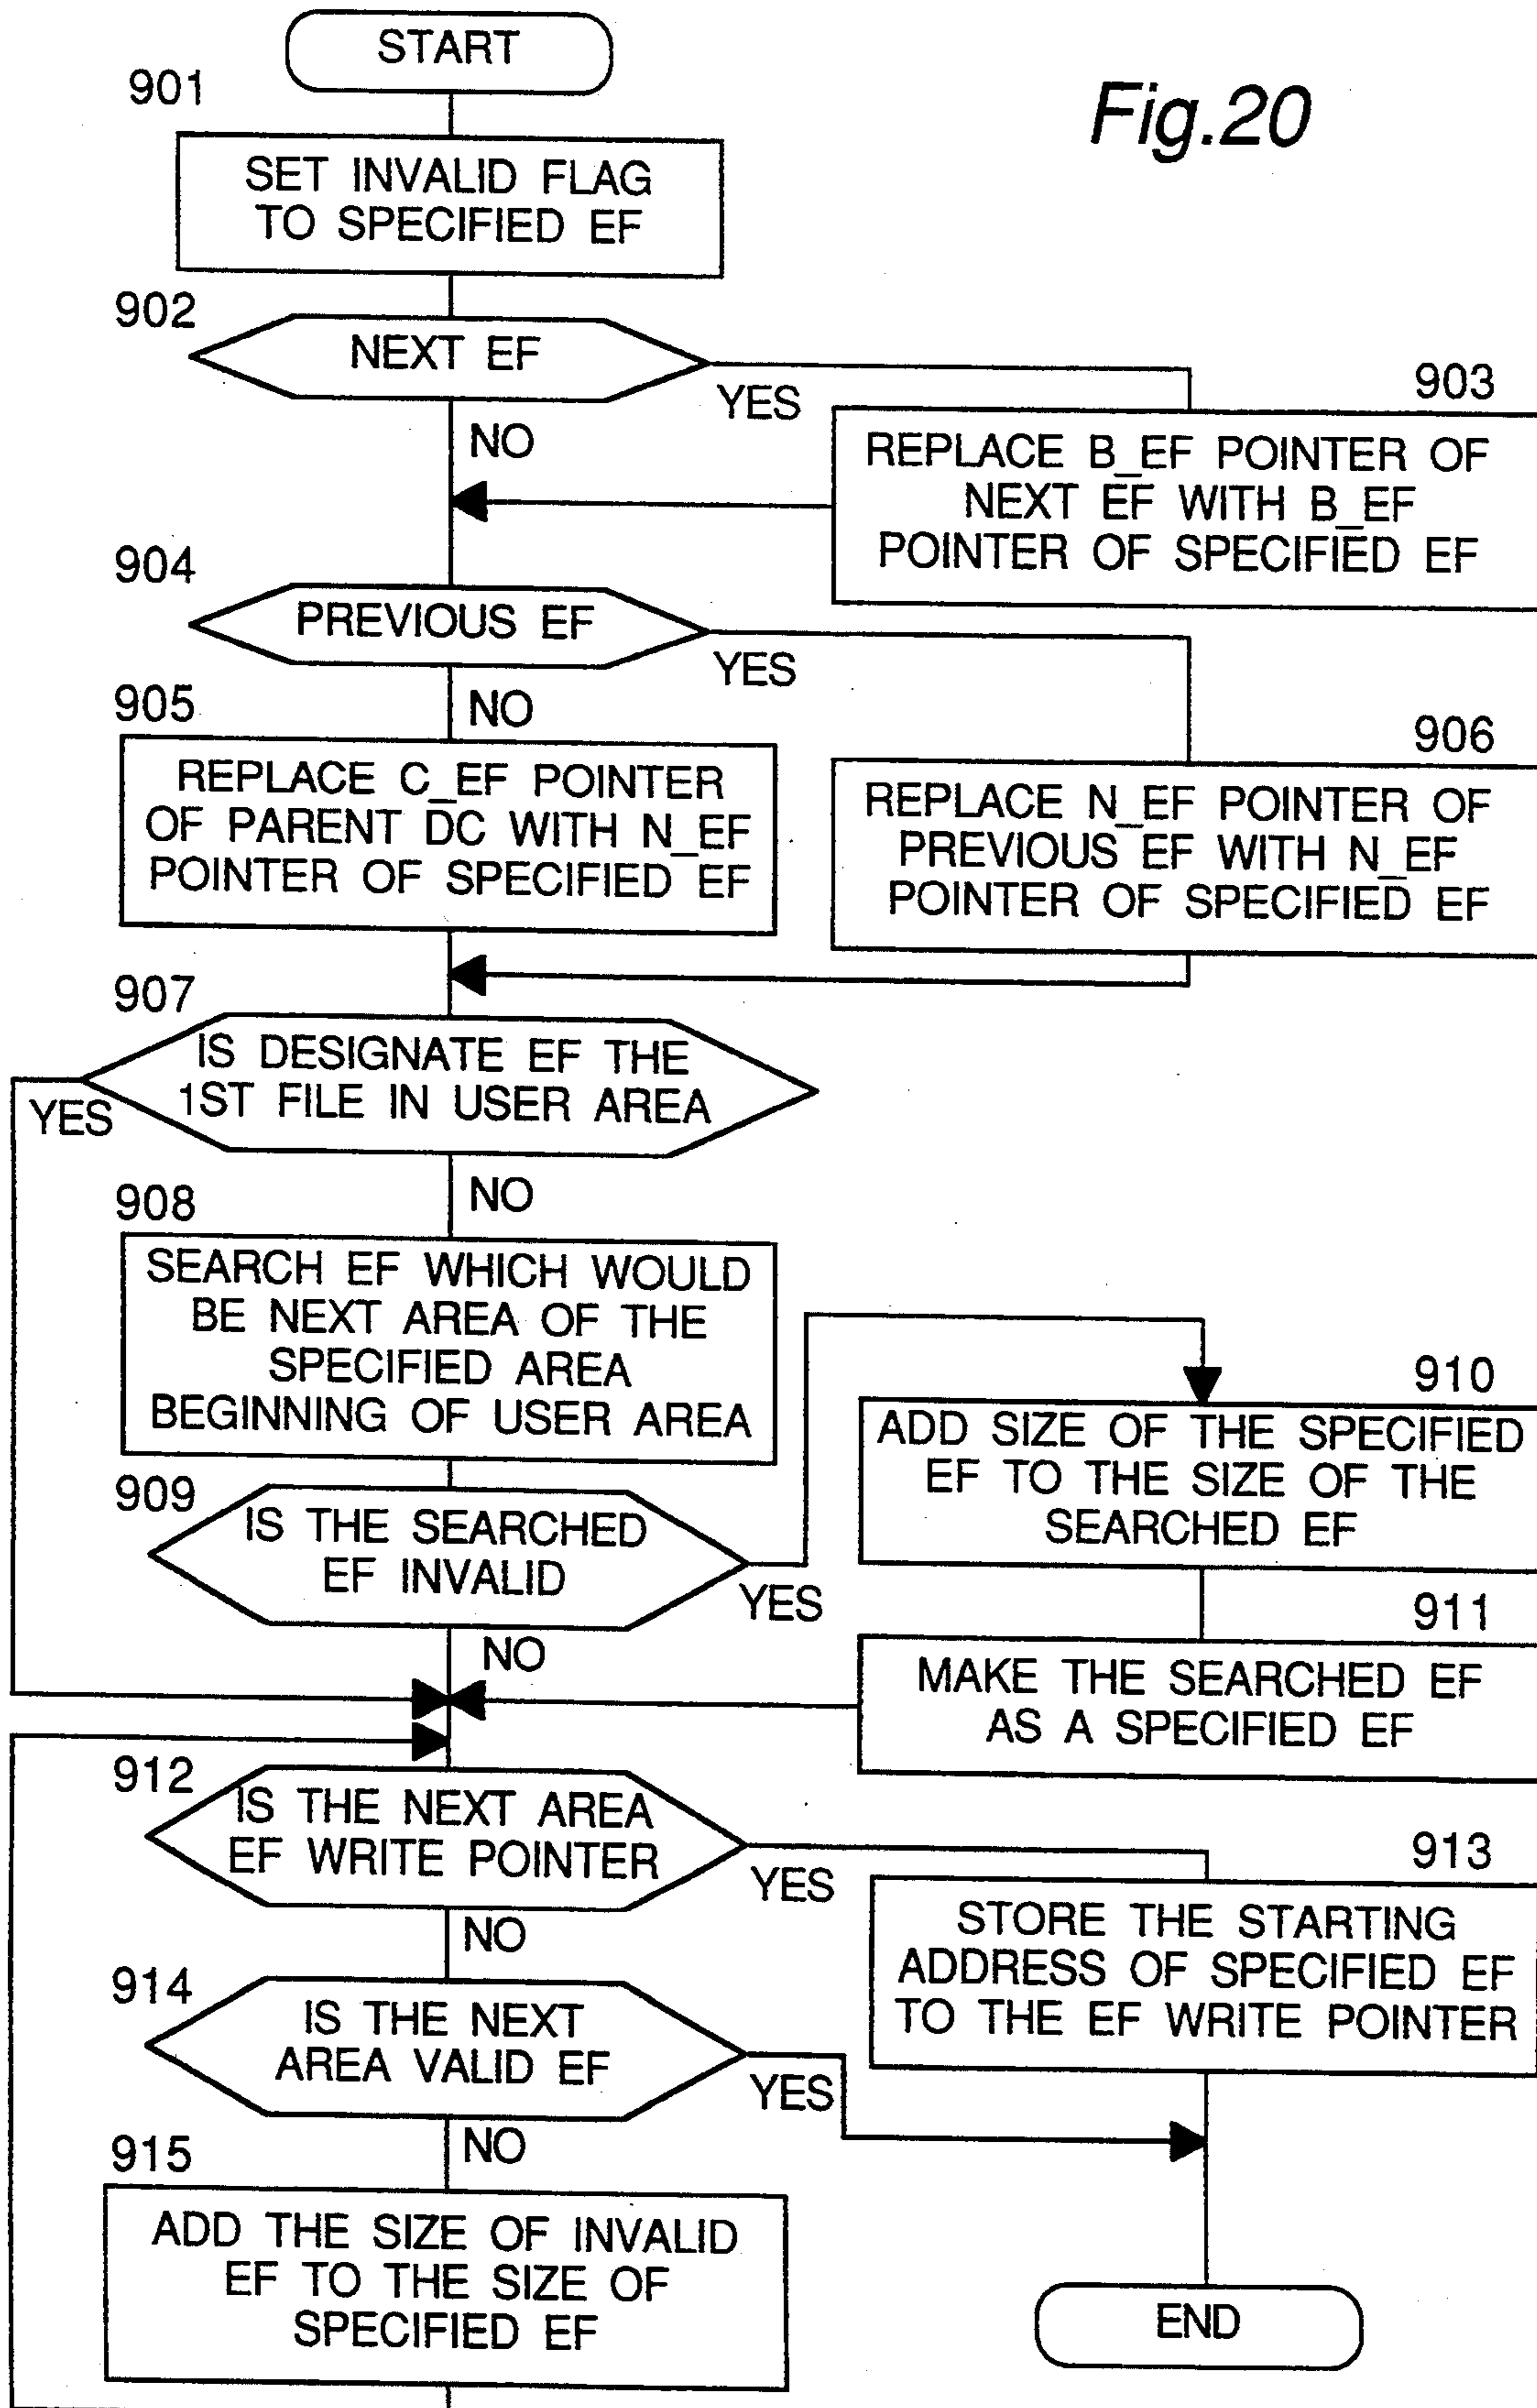 START
Fig.20
901
SET INVALID FLAG
TO SPECIFIED EF
902
NEXT EF
YES
NO
903
REPLACE B_EF POINTER OF
NEXT EF WITH B_EF
POINTER OF SPECIFIED EF
904
PREVIOUS EF
YES
NO
905
REPLACE C_EF POINTER
OF PARENT DC WITH N_EF
POINTER OF SPECIFIED EF
906
REPLACE N_EF POINTER OF
PREVIOUS EF WITH N_EF
POINTER OF SPECIFIED EF
907
IS DESIGNATE EF THE
1ST FILE IN USER AREA
YES
NO
908
SEARCH EF WHICH WOULD
BE NEXT AREA OF THE
SPECIFIED AREA
BEGINNING OF USER AREA
909
IS THE SEARCHED
EF INVALID
YES
NO
910
ADD SIZE OF THE SPECIFIED
EF TO THE SIZE OF THE
SEARCHED EF
911
MAKE THE SEARCHED EF
AS A SPECIFIED EF
912
IS THE NEXT AREA
EF WRITE POINTER
YES
NO
913
STORE THE STARTING
ADDRESS OF SPECIFIED EF
TO THE EF WRITE POINTER
914
IS THE NEXT
AREA VALID EF
YES
NO
915
ADD THE SIZE OF INVALID
EF TO THE SIZE OF
SPECIFIED EF
END